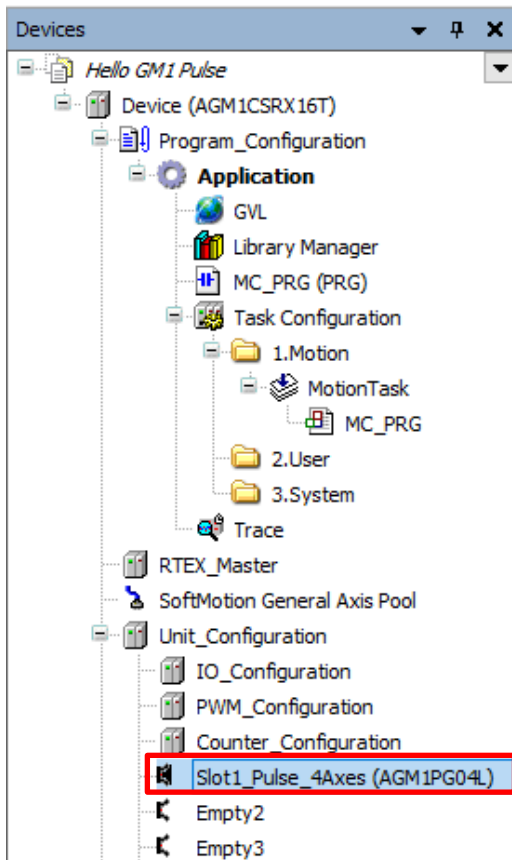 Devices
Hello GM1 Pulse
Device (AGM1CSRX16T)
Program_Configuration
Application
GVL
Library Manager
MC_PRG (PRG)
Task Configuration
1.Motion
MotionTask
MC_PRG
2.User
3.System
Trace
RTEX_Master
SoftMotion General Axis Pool
Unit_Configuration
IO_Configuration
PWM_Configuration
Counter_Configuration
Slot1_Pulse_4Axes (AGM1PG04L)
Empty2
Empty3